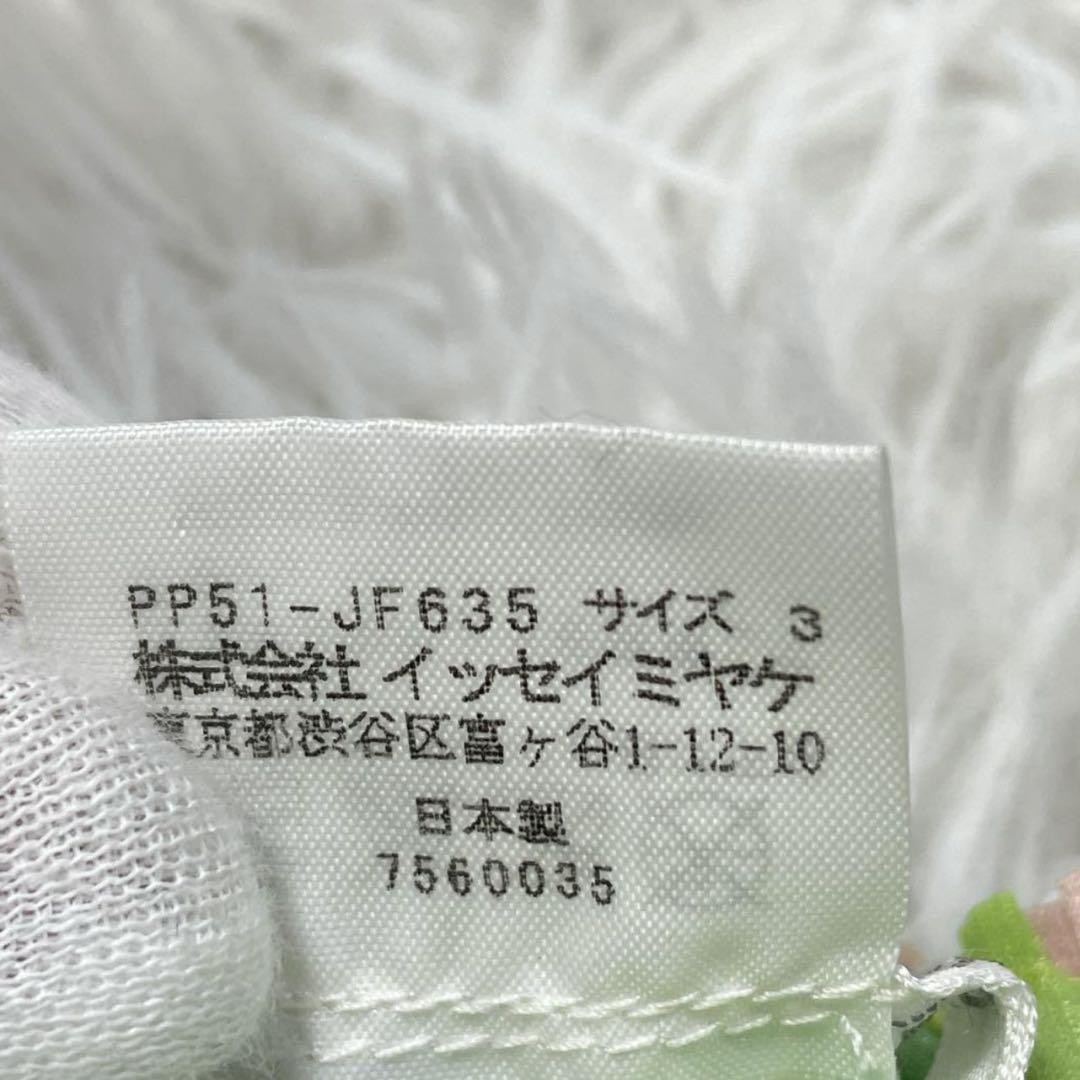 PP51-JF635 サイズ 3
株式会社 イッセイミヤケ
東京都渋谷区富ヶ谷1-12-10
日本製
7560035